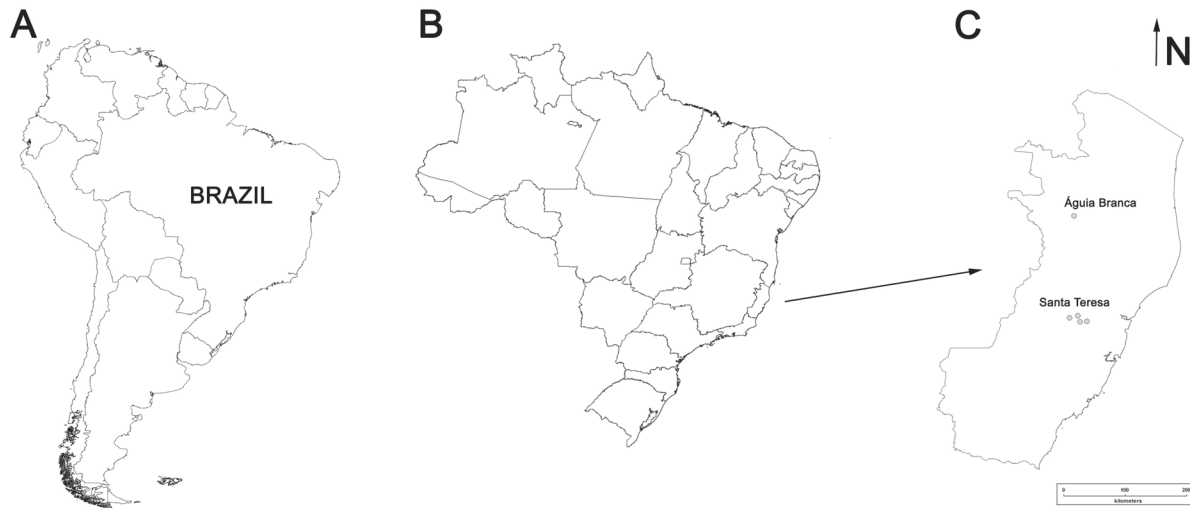 A
B
C
N
BRAZIL
Águia Branca
Santa Teresa
0 100 200
kilometers